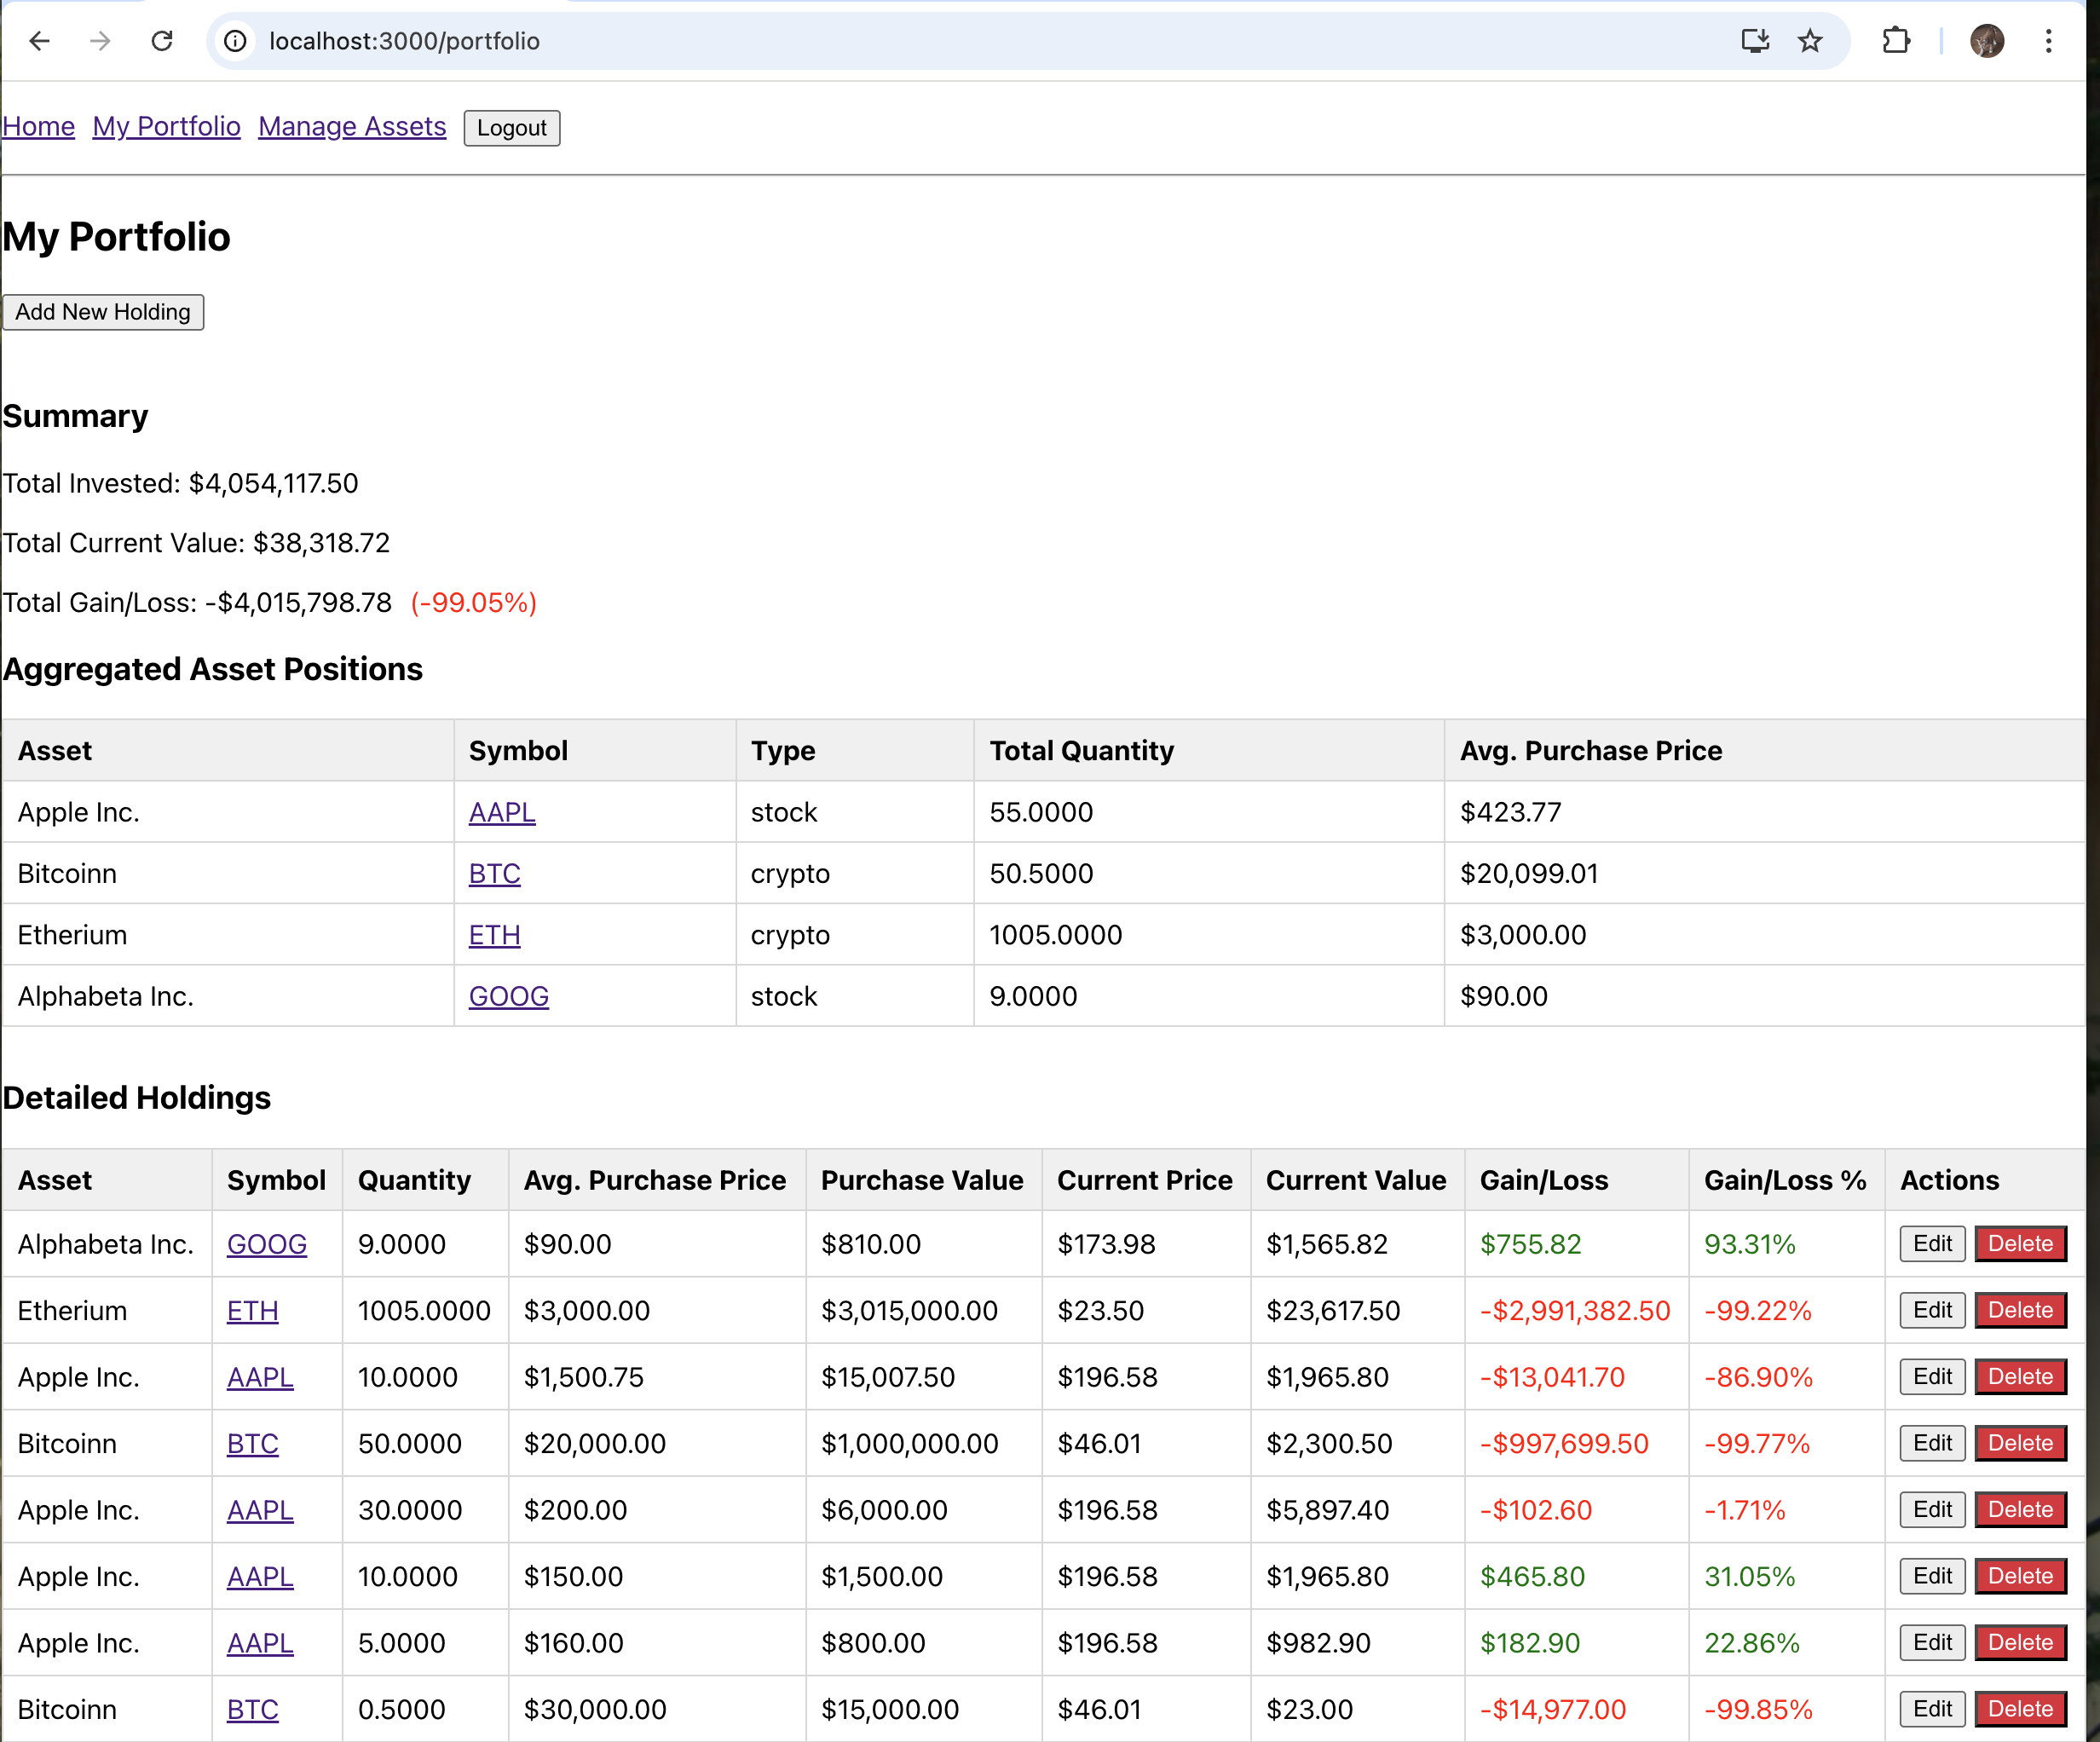 localhost:3000/portfolio
Home My Portfolio Manage Assets Logout
My Portfolio
Add New Holding
Summary
Total Invested: $4,054,117.50
Total Current Value: $38,318.72
Total Gain/Loss: -$4,015,798.78 (-99.05%)
Aggregated Asset Positions
Asset Symbol Type Total Quantity Avg. Purchase Price
Apple Inc. AAPL stock 55.0000 $423.77
Bitcoinn BTC crypto 50.5000 $20,099.01
Etherium ETH crypto 1005.0000 $3,000.00
Alphabeta Inc. GOOG stock 9.0000 $90.00
Detailed Holdings
Asset Symbol Quantity Avg. Purchase Price Purchase Value Current Price Current Value Gain/Loss Gain/Loss % Actions
Alphabeta Inc. GOOG 9.0000 $90.00 $810.00 $173.98 $1,565.82 $755.82 93.31% Edit Delete
Etherium ETH 1005.0000 $3,000.00 $3,015,000.00 $23.50 $23,617.50 -$2,991,382.50 -99.22% Edit Delete
Apple Inc. AAPL 10.0000 $1,500.75 $15,007.50 $196.58 $1,965.80 -$13,041.70 -86.90% Edit Delete
Bitcoinn BTC 50.0000 $20,000.00 $1,000,000.00 $46.01 $2,300.50 -$997,699.50 -99.77% Edit Delete
Apple Inc. AAPL 30.0000 $200.00 $6,000.00 $196.58 $5,897.40 -$102.60 -1.71% Edit Delete
Apple Inc. AAPL 10.0000 $150.00 $1,500.00 $196.58 $1,965.80 $465.80 31.05% Edit Delete
Apple Inc. AAPL 5.0000 $160.00 $800.00 $196.58 $982.90 $182.90 22.86% Edit Delete
Bitcoinn BTC 0.5000 $30,000.00 $15,000.00 $46.01 $23.00 -$14,977.00 -99.85% Edit Delete